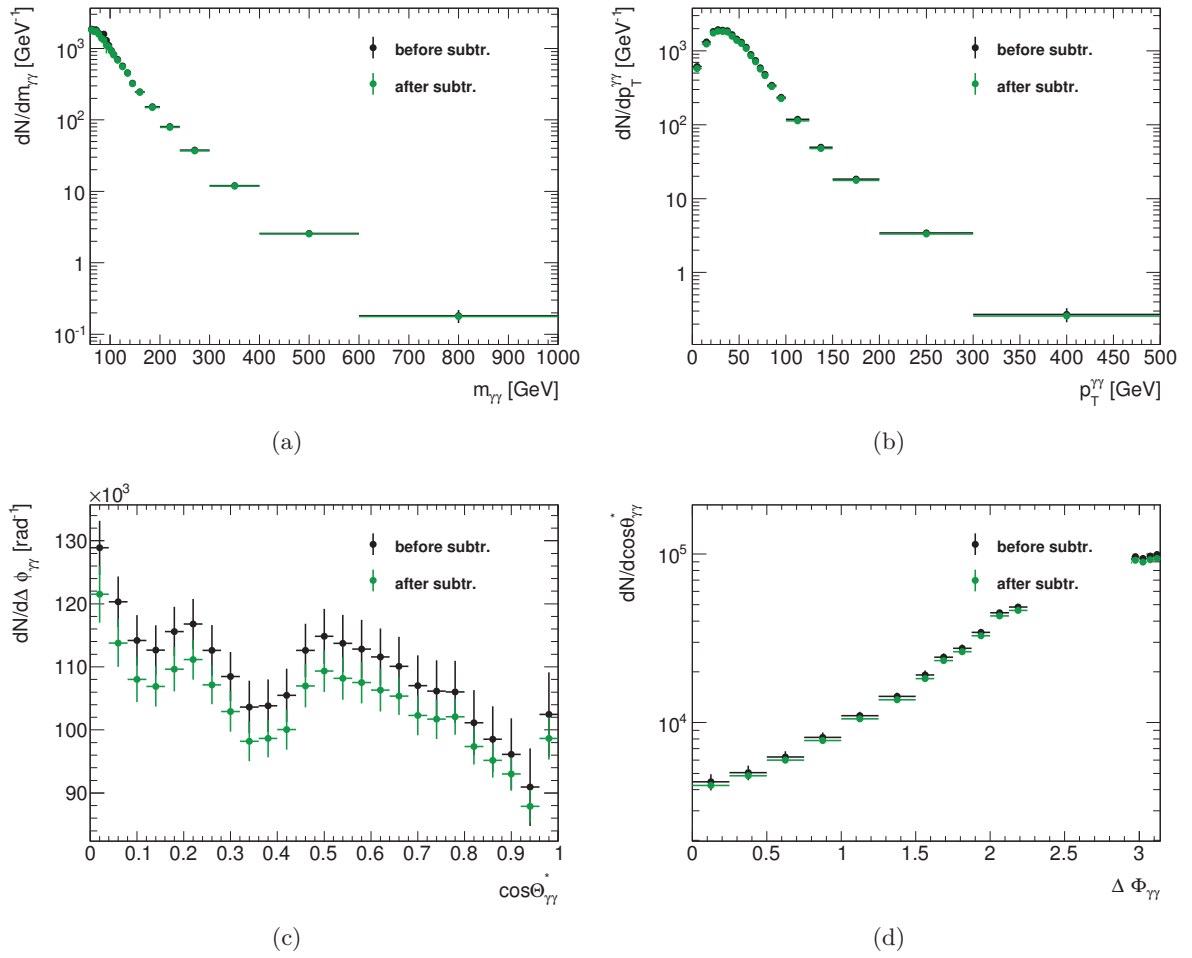 dN/dm_γγ [GeV⁻¹]
10³
10²
10
1
10⁻¹
before subtr.
after subtr.
100 200 300 400 500 600 700 800 900 1000
m_γγ [GeV]
(a)
dN/dp_T^γγ [GeV⁻¹]
10³
10²
10
1
before subtr.
after subtr.
0 50 100 150 200 250 300 350 400 450 500
p_T^γγ [GeV]
(b)
×10³
dN/dΔ ϕ_γγ [rad⁻¹]
130
120
110
100
90
before subtr.
after subtr.
0 0.1 0.2 0.3 0.4 0.5 0.6 0.7 0.8 0.9 1
cosΘ*_γγ
(c)
dN/dcosθ*_γγ
10⁵
10⁴
before subtr.
after subtr.
0 0.5 1 1.5 2 2.5 3
Δ Φ_γγ
(d)